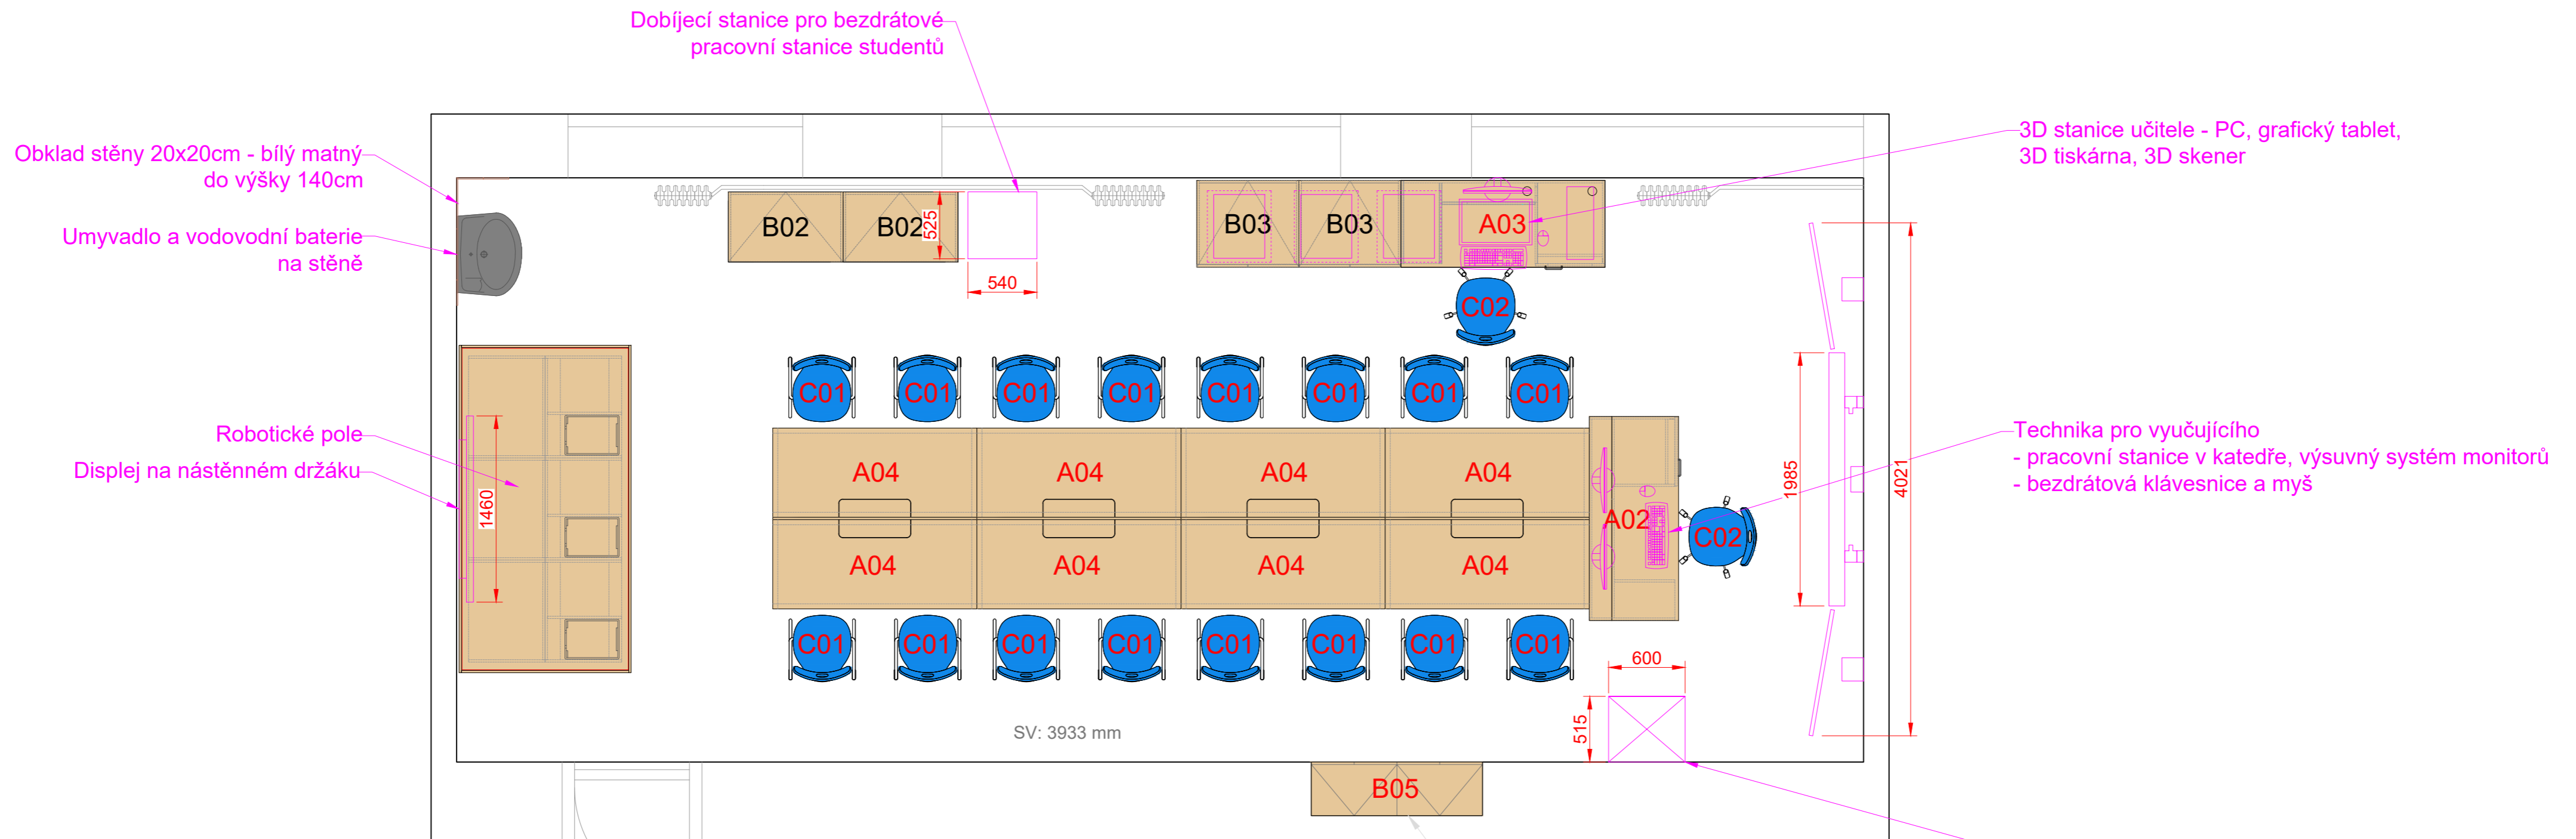 Dobíjecí stanice pro bezdrátové
pracovní stanice studentů
Obklad stěny 20x20cm - bílý matný
do výšky 140cm
3D stanice učitele - PC, grafický tablet,
3D tiskárna, 3D skener
Umyvadlo a vodovodní baterie
na stěně
B02
B02
525
540
B03
B03
A03
C02
C01
C01
C01
C01
C01
C01
C01
C01
Robotické pole
Displej na nástěnném držáku
1460
A04
A04
A04
A04
A04
A04
A04
A04
A02
C02
1985
4021
Technika pro vyučujícího
- pracovní stanice v katedře, výsuvný systém monitorů
- bezdrátová klávesnice a myš
C01
C01
C01
C01
C01
C01
C01
C01
600
515
SV: 3933 mm
B05